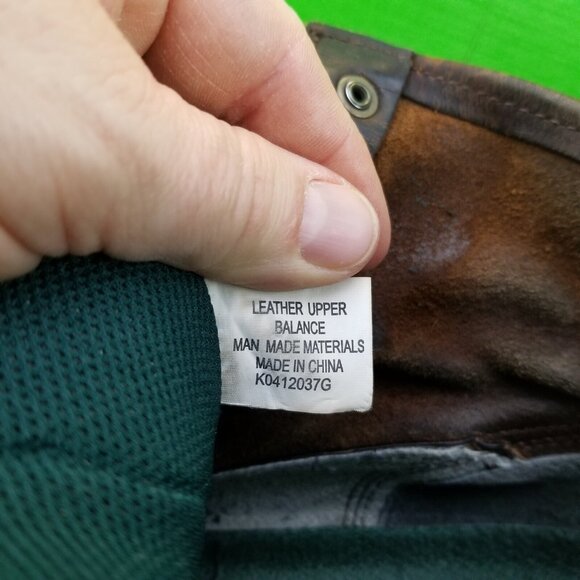 LEATHER UPPER
BALANCE
MAN MADE MATERIALS
MADE IN CHINA
K0412037G